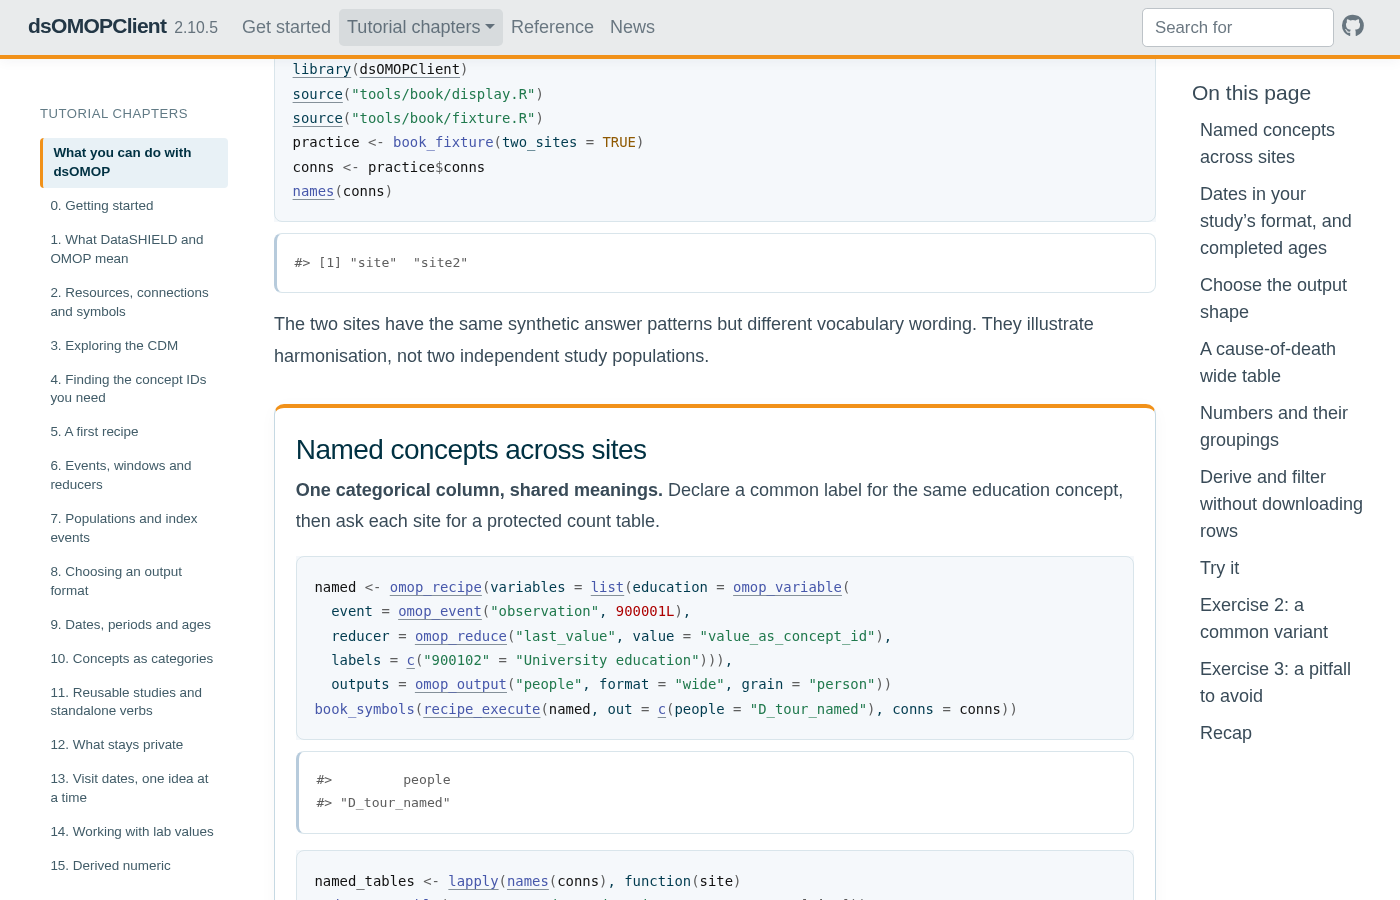 dsOMOPClient 2.10.5 Get started Tutorial chapters Reference News Search for
TUTORIAL CHAPTERS
What you can do with
dsOMOP
0. Getting started
1. What DataSHIELD and
OMOP mean
2. Resources, connections
and symbols
3. Exploring the CDM
4. Finding the concept IDs
you need
5. A first recipe
6. Events, windows and
reducers
7. Populations and index
events
8. Choosing an output
format
9. Dates, periods and ages
10. Concepts as categories
11. Reusable studies and
standalone verbs
12. What stays private
13. Visit dates, one idea at
a time
14. Working with lab values
15. Derived numeric
library(dsOMOPClient)
source("tools/book/display.R")
source("tools/book/fixture.R")
practice <- book_fixture(two_sites = TRUE)
conns <- practice$conns
names(conns)
#> [1] "site"  "site2"
The two sites have the same synthetic answer patterns but different vocabulary wording. They illustrate
harmonisation, not two independent study populations.
Named concepts across sites
One categorical column, shared meanings. Declare a common label for the same education concept,
then ask each site for a protected count table.
named <- omop_recipe(variables = list(education = omop_variable(
  event = omop_event("observation", 900001L),
  reducer = omop_reduce("last_value", value = "value_as_concept_id"),
  labels = c("900102" = "University education"))),
  outputs = omop_output("people", format = "wide", grain = "person"))
book_symbols(recipe_execute(named, out = c(people = "D_tour_named"), conns = conns))
#>         people
#> "D_tour_named"
named_tables <- lapply(names(conns), function(site)
On this page
Named concepts
across sites
Dates in your
study’s format, and
completed ages
Choose the output
shape
A cause-of-death
wide table
Numbers and their
groupings
Derive and filter
without downloading
rows
Try it
Exercise 2: a
common variant
Exercise 3: a pitfall
to avoid
Recap